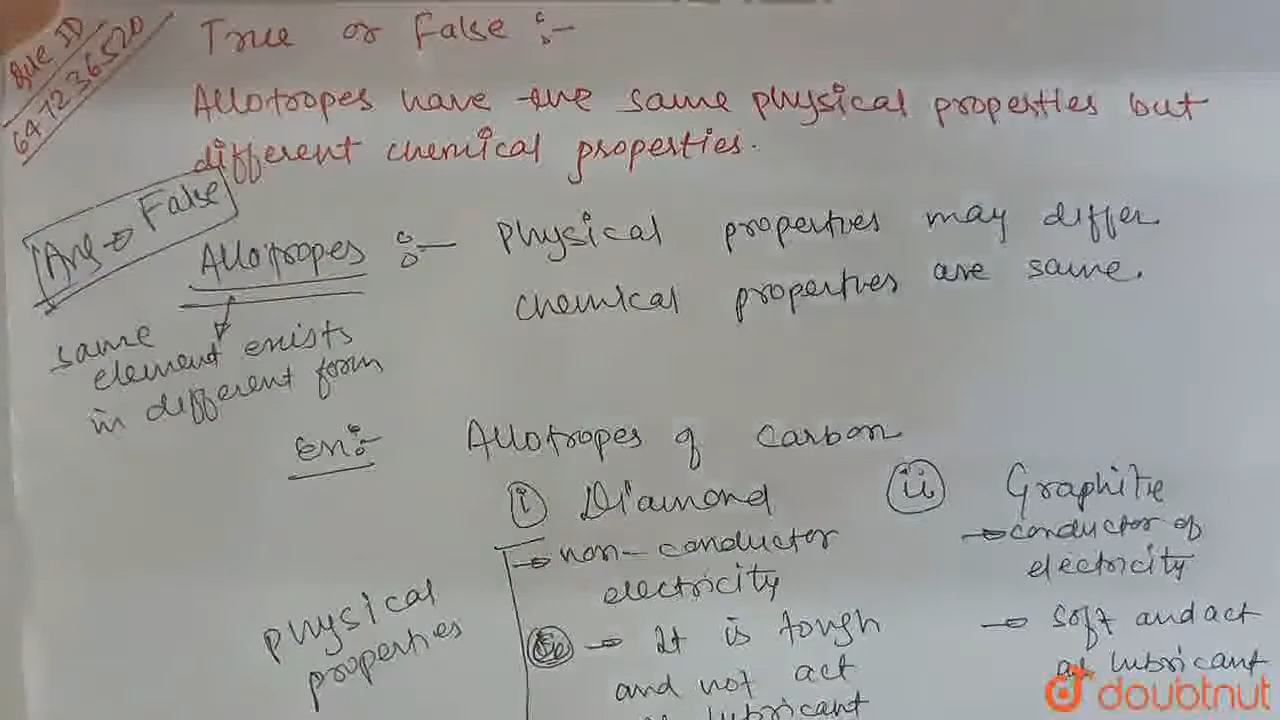 Que ID
647236520
True or False :-
Allotropes have the same physical properties but
different chemical properties.
Ans → False
Allotropes :- Physical properties may differ
chemical properties are same.
same
element exists
in different form
Ex:- Allotropes of carbon
(i) Diamond
(ii) Graphite
→ non-conductor
electricity
→ conductor of
electricity
Physical
properties
→ It is tough
and not act
lubricant
→ soft and act
as lubricant
doubtnut